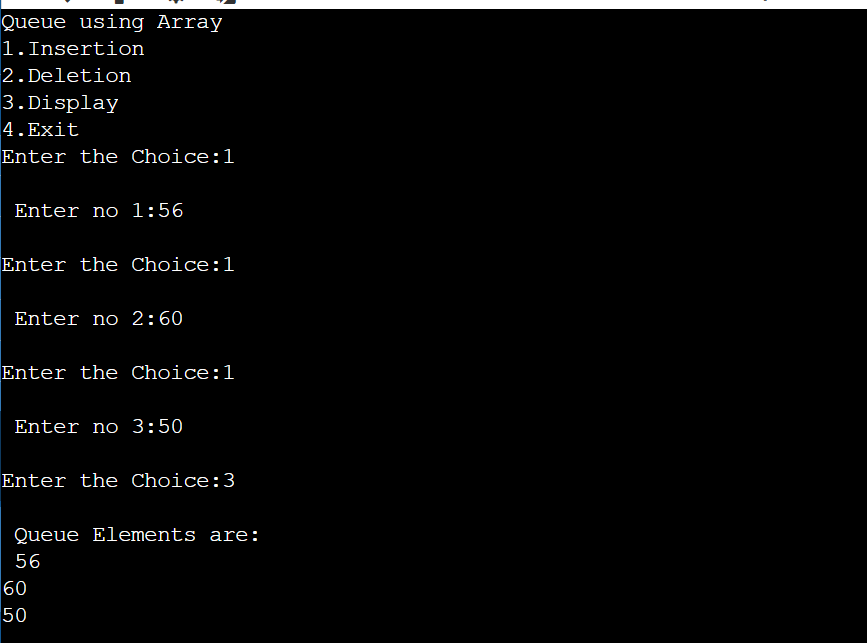 Queue using Array
1.Insertion
2.Deletion
3.Display
4.Exit
Enter the Choice:1
Enter no 1:56
Enter the Choice:1
Enter no 2:60
Enter the Choice:1
Enter no 3:50
Enter the Choice:3
Queue Elements are:
56
60
50